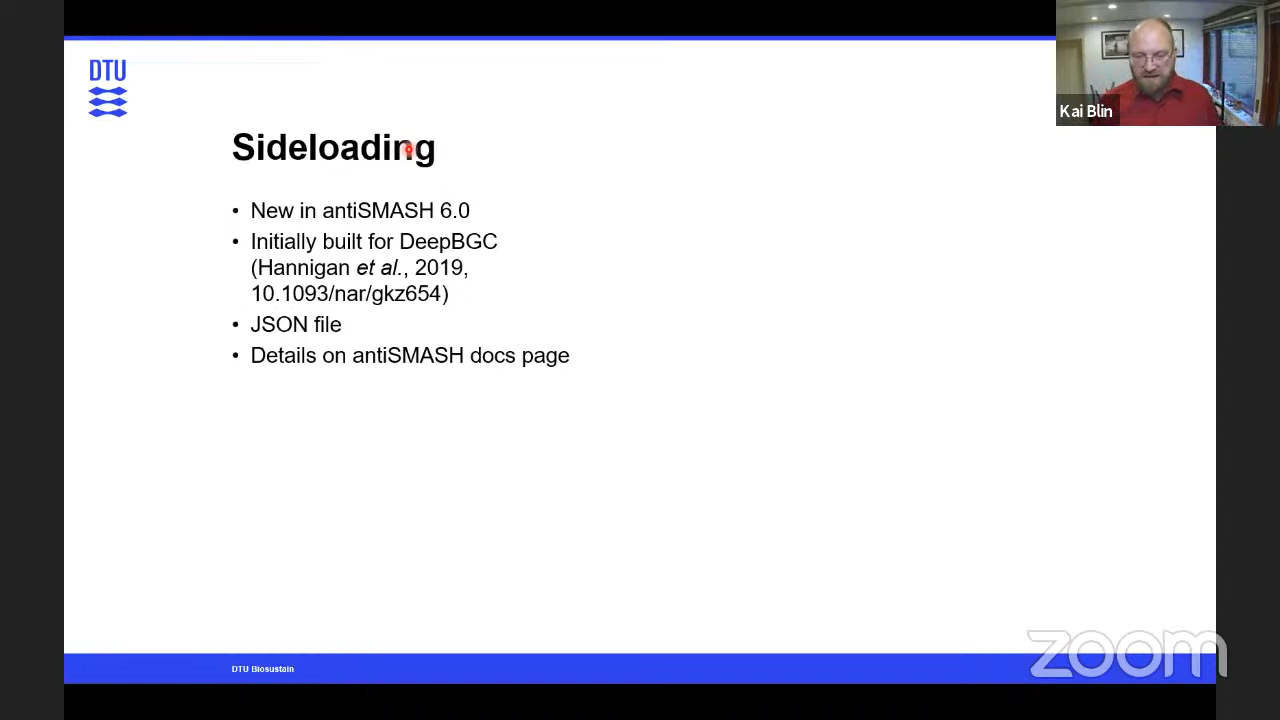 DTU
Kai Blin
Sideloading
• New in antiSMASH 6.0
• Initially built for DeepBGC
(Hannigan et al., 2019,
10.1093/nar/gkz654)
• JSON file
• Details on antiSMASH docs page
DTU Biosustain
zoom